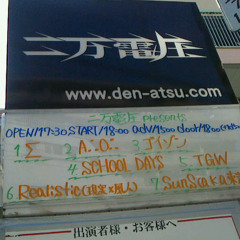 二万電圧
www.den-atsu.com
二万電圧 presents
OPEN/17:30 START/18:00 adv/1500 door/1800
1 Σ 2 A.'.O.'. 3 アイゾン
4 SCHOOL DAYS 5 TGW
6 Realistic 7 SunSaka
出演者様・お客様へ